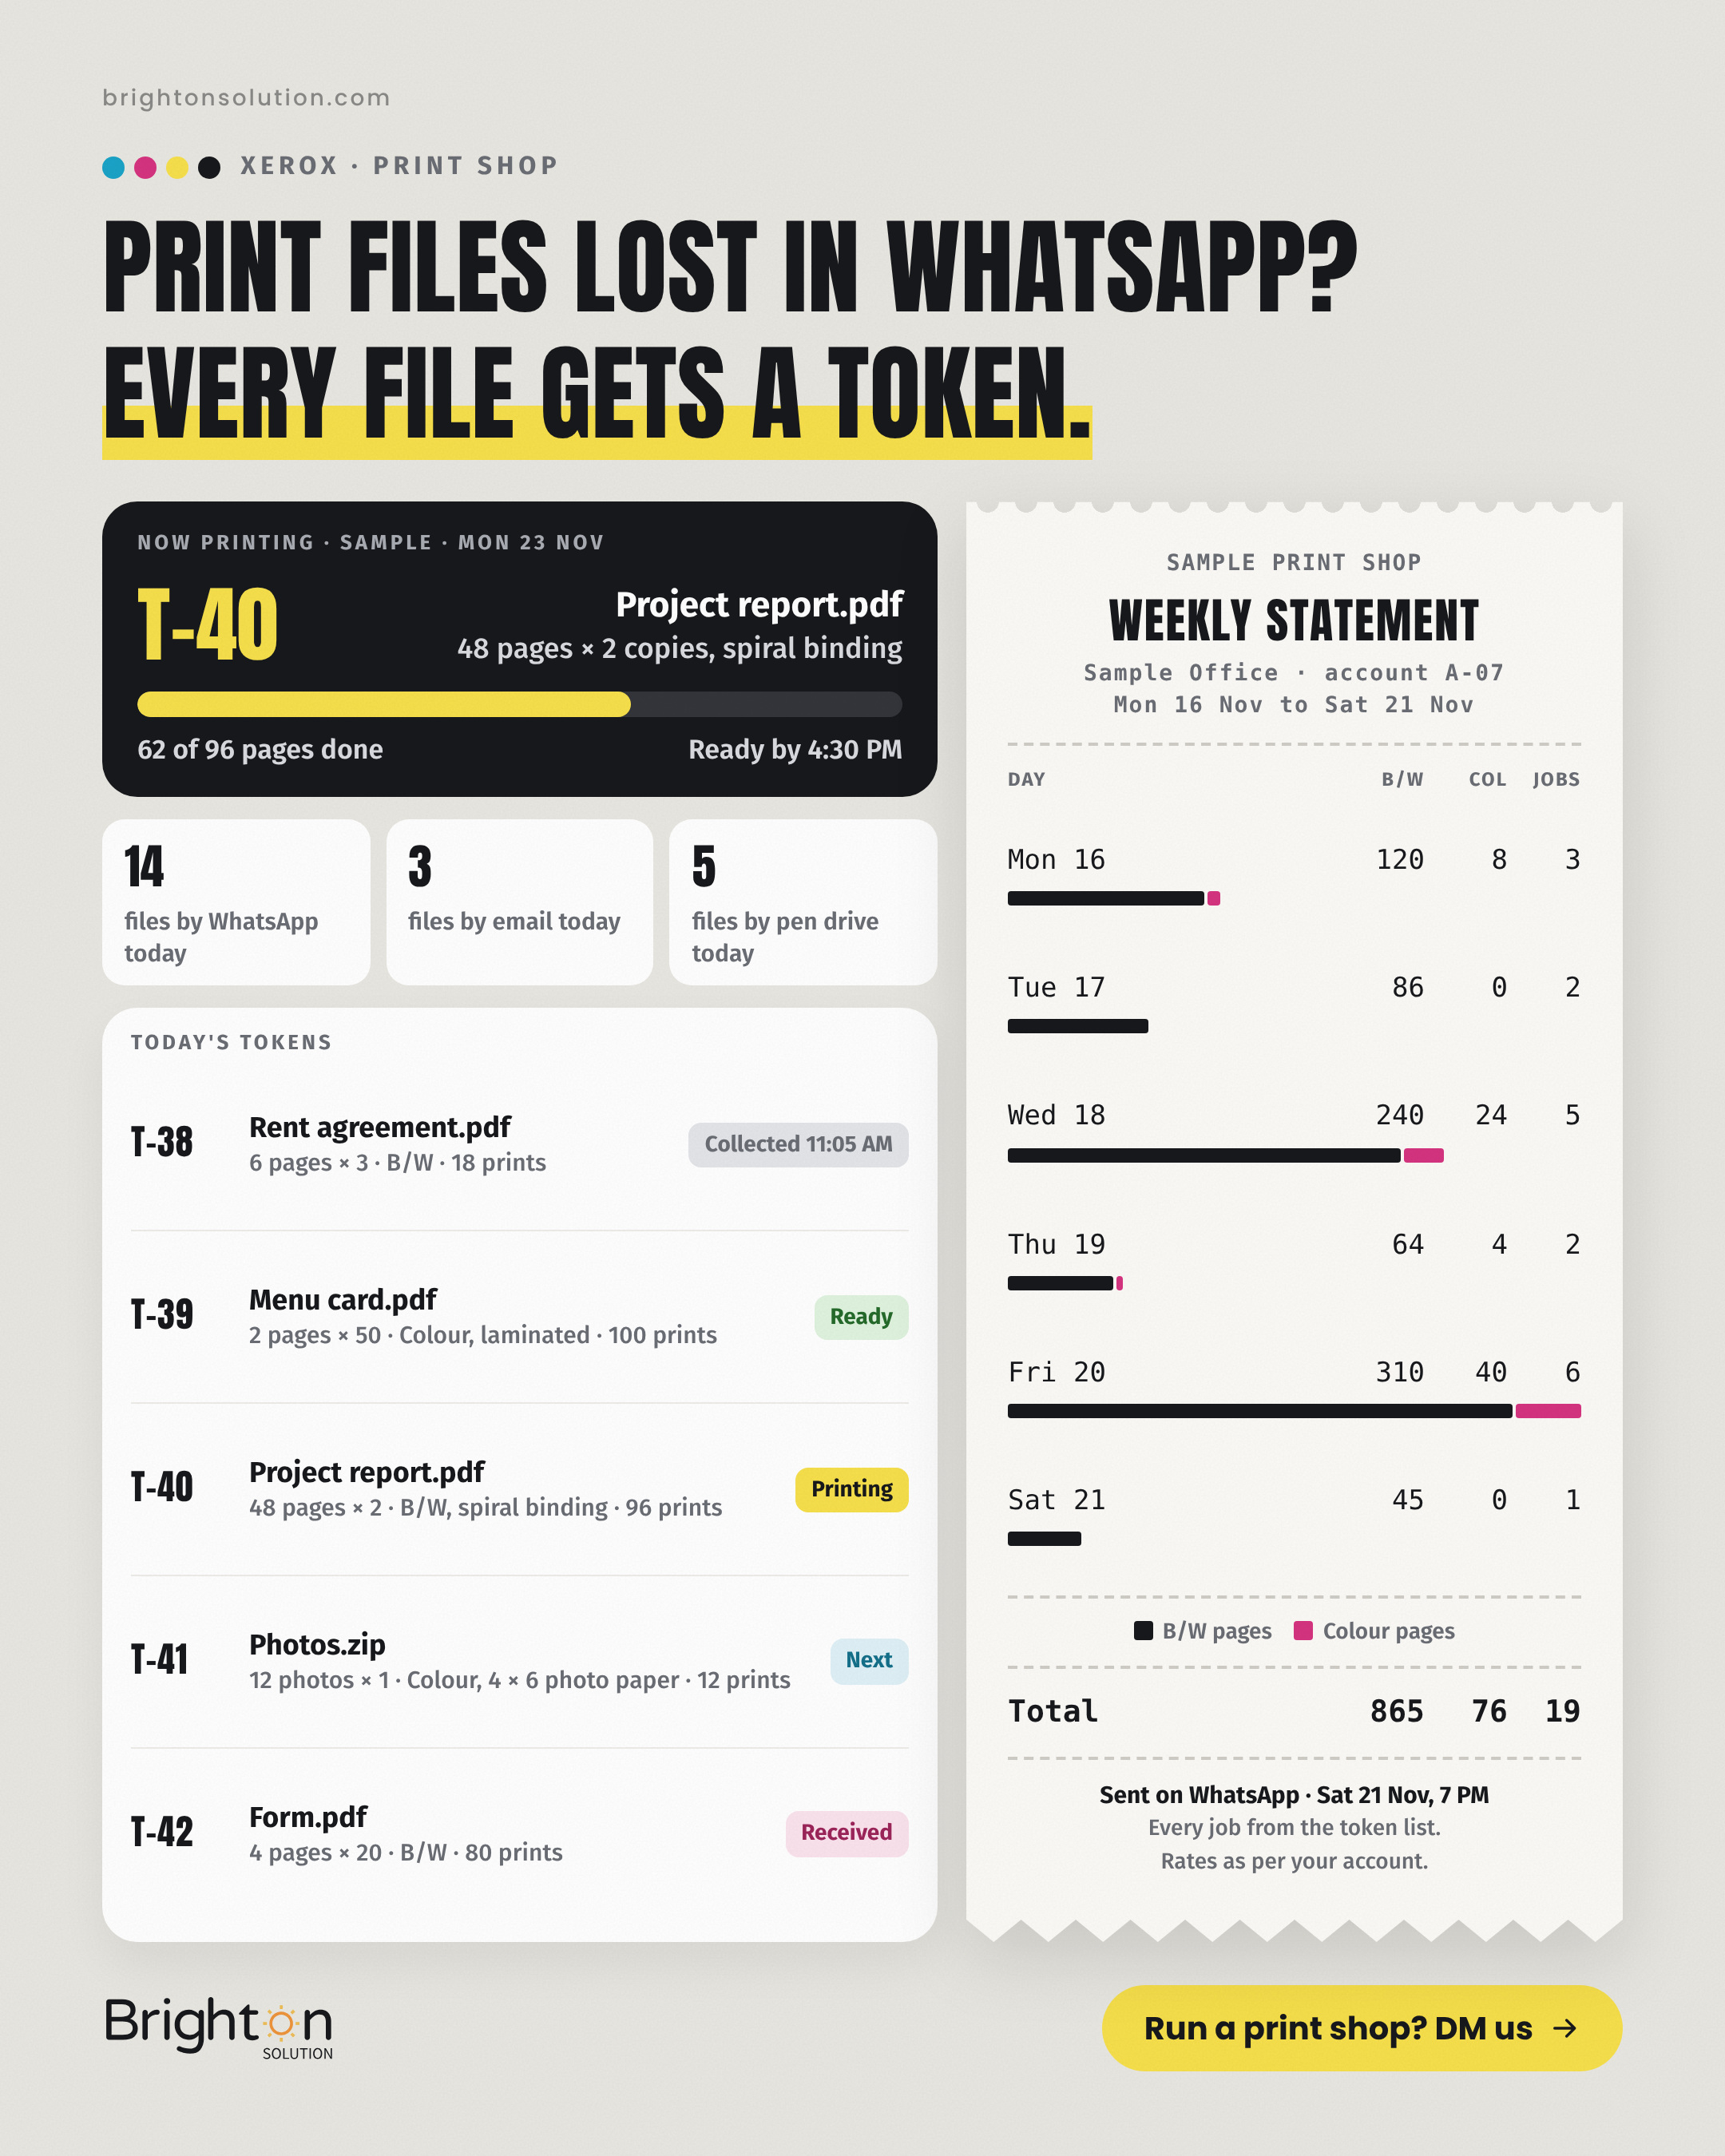 brightonsolution.com
XEROX · PRINT SHOP
PRINT FILES LOST IN WHATSAPP?
EVERY FILE GETS A TOKEN.
NOW PRINTING · SAMPLE · MON 23 NOV
T-40
Project report.pdf
48 pages × 2 copies, spiral binding
62 of 96 pages done
Ready by 4:30 PM
14
files by WhatsApp
today
3
files by email today
5
files by pen drive
today
TODAY'S TOKENS
T-38
Rent agreement.pdf
6 pages × 3 · B/W · 18 prints
Collected 11:05 AM
T-39
Menu card.pdf
2 pages × 50 · Colour, laminated · 100 prints
Ready
T-40
Project report.pdf
48 pages × 2 · B/W, spiral binding · 96 prints
Printing
T-41
Photos.zip
12 photos × 1 · Colour, 4 × 6 photo paper · 12 prints
Next
T-42
Form.pdf
4 pages × 20 · B/W · 80 prints
Received
SAMPLE PRINT SHOP
WEEKLY STATEMENT
Sample Office · account A-07
Mon 16 Nov to Sat 21 Nov
DAY B/W COL JOBS
Mon 16 120 8 3
Tue 17 86 0 2
Wed 18 240 24 5
Thu 19 64 4 2
Fri 20 310 40 6
Sat 21 45 0 1
B/W pages Colour pages
Total 865 76 19
Sent on WhatsApp · Sat 21 Nov, 7 PM
Every job from the token list.
Rates as per your account.
Brighton
SOLUTION
Run a print shop? DM us →